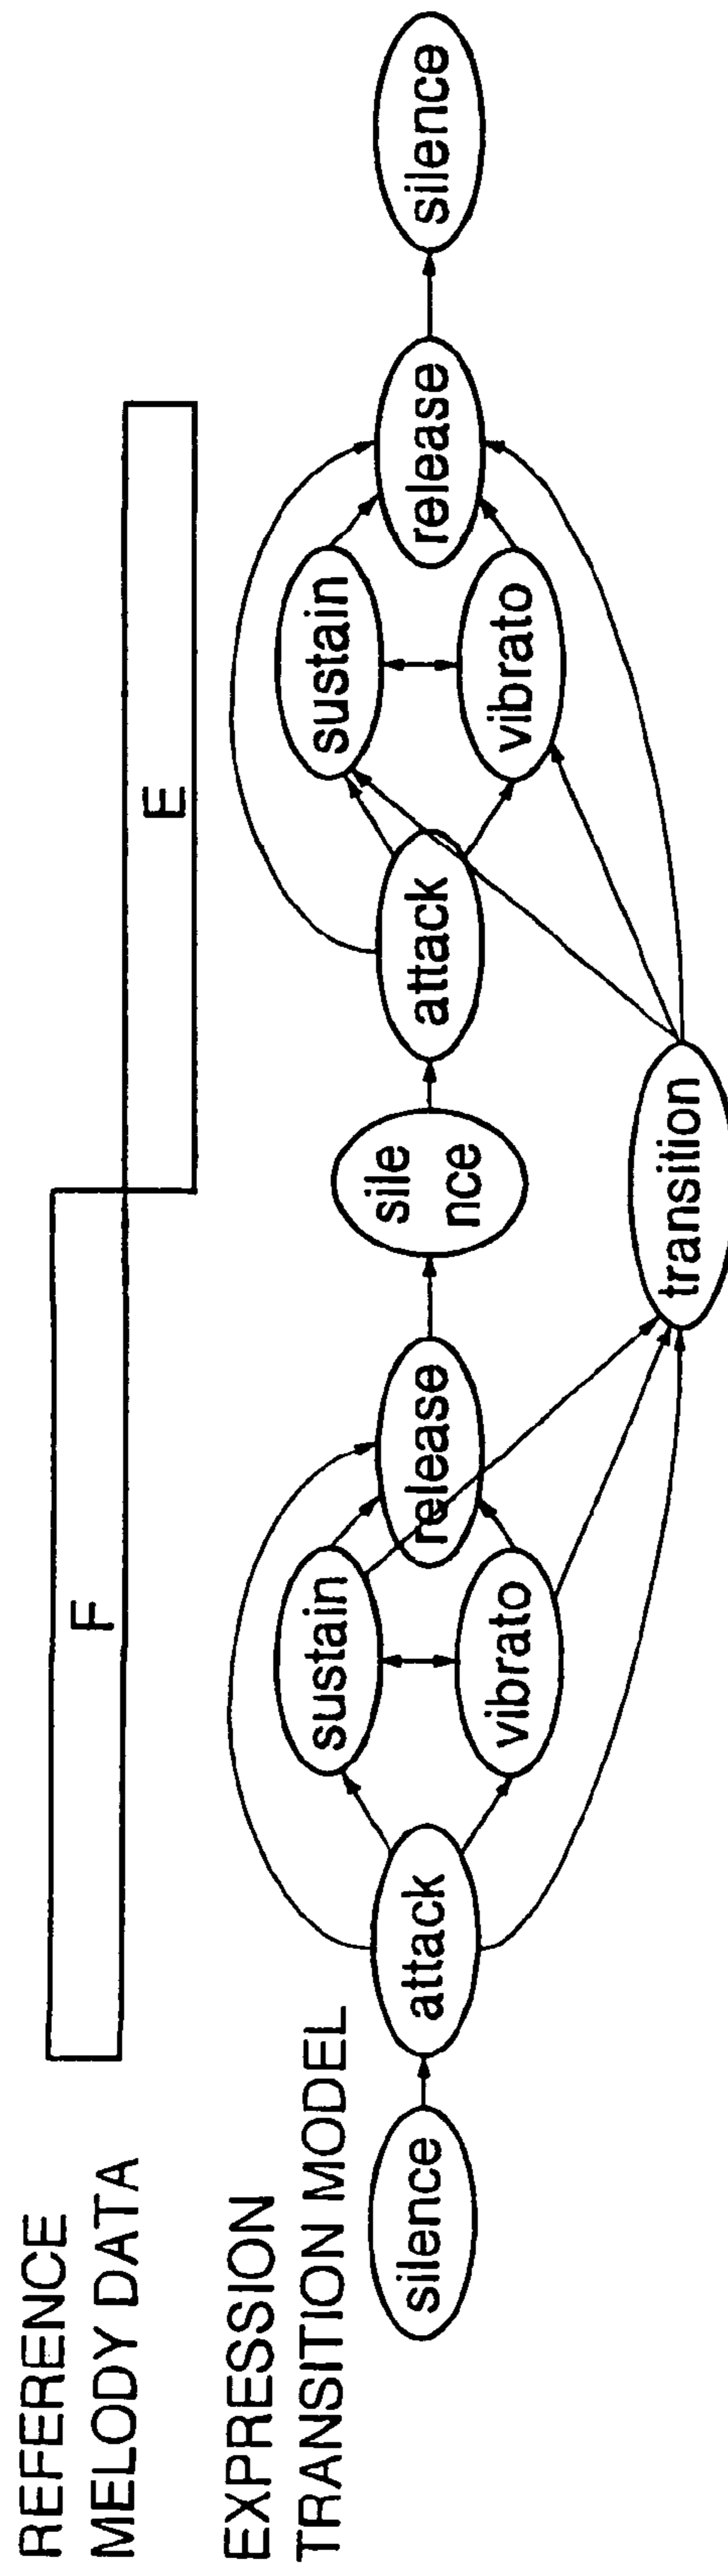 REFERENCE
MELODY DATA
F
E
EXPRESSION
TRANSITION MODEL
silence
attack
sustain
vibrato
release
sile
nce
transition
attack
sustain
vibrato
release
silence